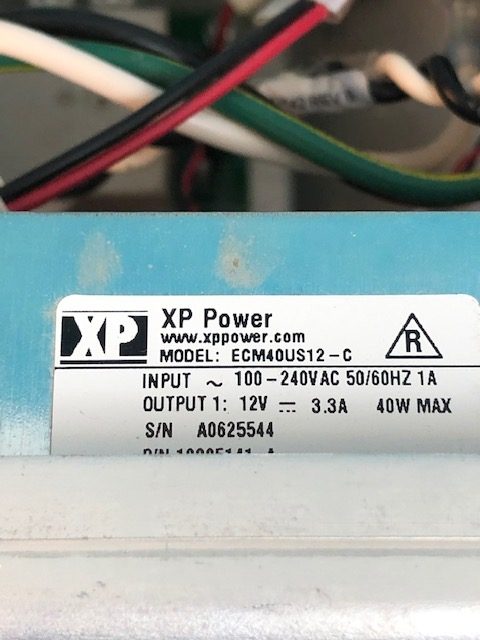 XP
XP Power
www.xppower.com
MODEL: ECM40US12-C
R
INPUT ~ 100-240VAC 50/60HZ 1A
OUTPUT 1: 12V ⎓ 3.3A 40W MAX
S/N A0625544
P/N